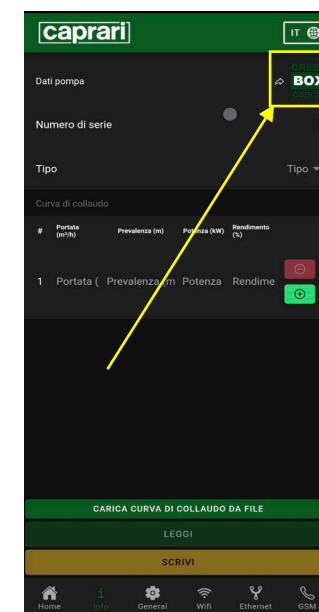 caprari
IT
Dati pompa
BOX
Numero di serie
Tipo
Tipo
Curva di collaudo
# Portata (m³/h) Prevalenza (m) Potenza (kW) Rendimento (%)
1 Portata ( Prevalenza (m Potenza Rendime
CARICA CURVA DI COLLAUDO DA FILE
LEGGI
SCRIVI
Home Info General Wifi Ethernet GSM